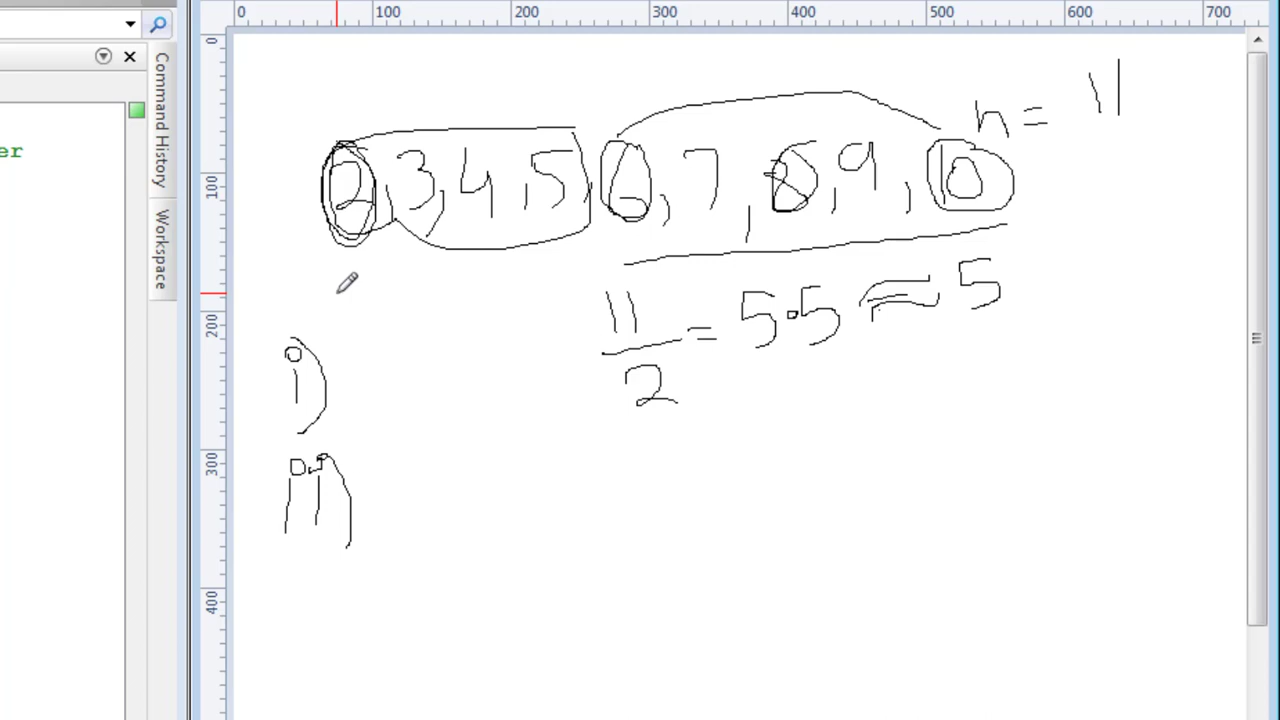 0 100 200 300 400 500 600 700
n = 11
2, 3, 4, 5 6, 7, 8, 9, 10
11/2 = 5.5 ≈ 5
i)
ii)
0
100
200
300
400
Command History
Workspace
er